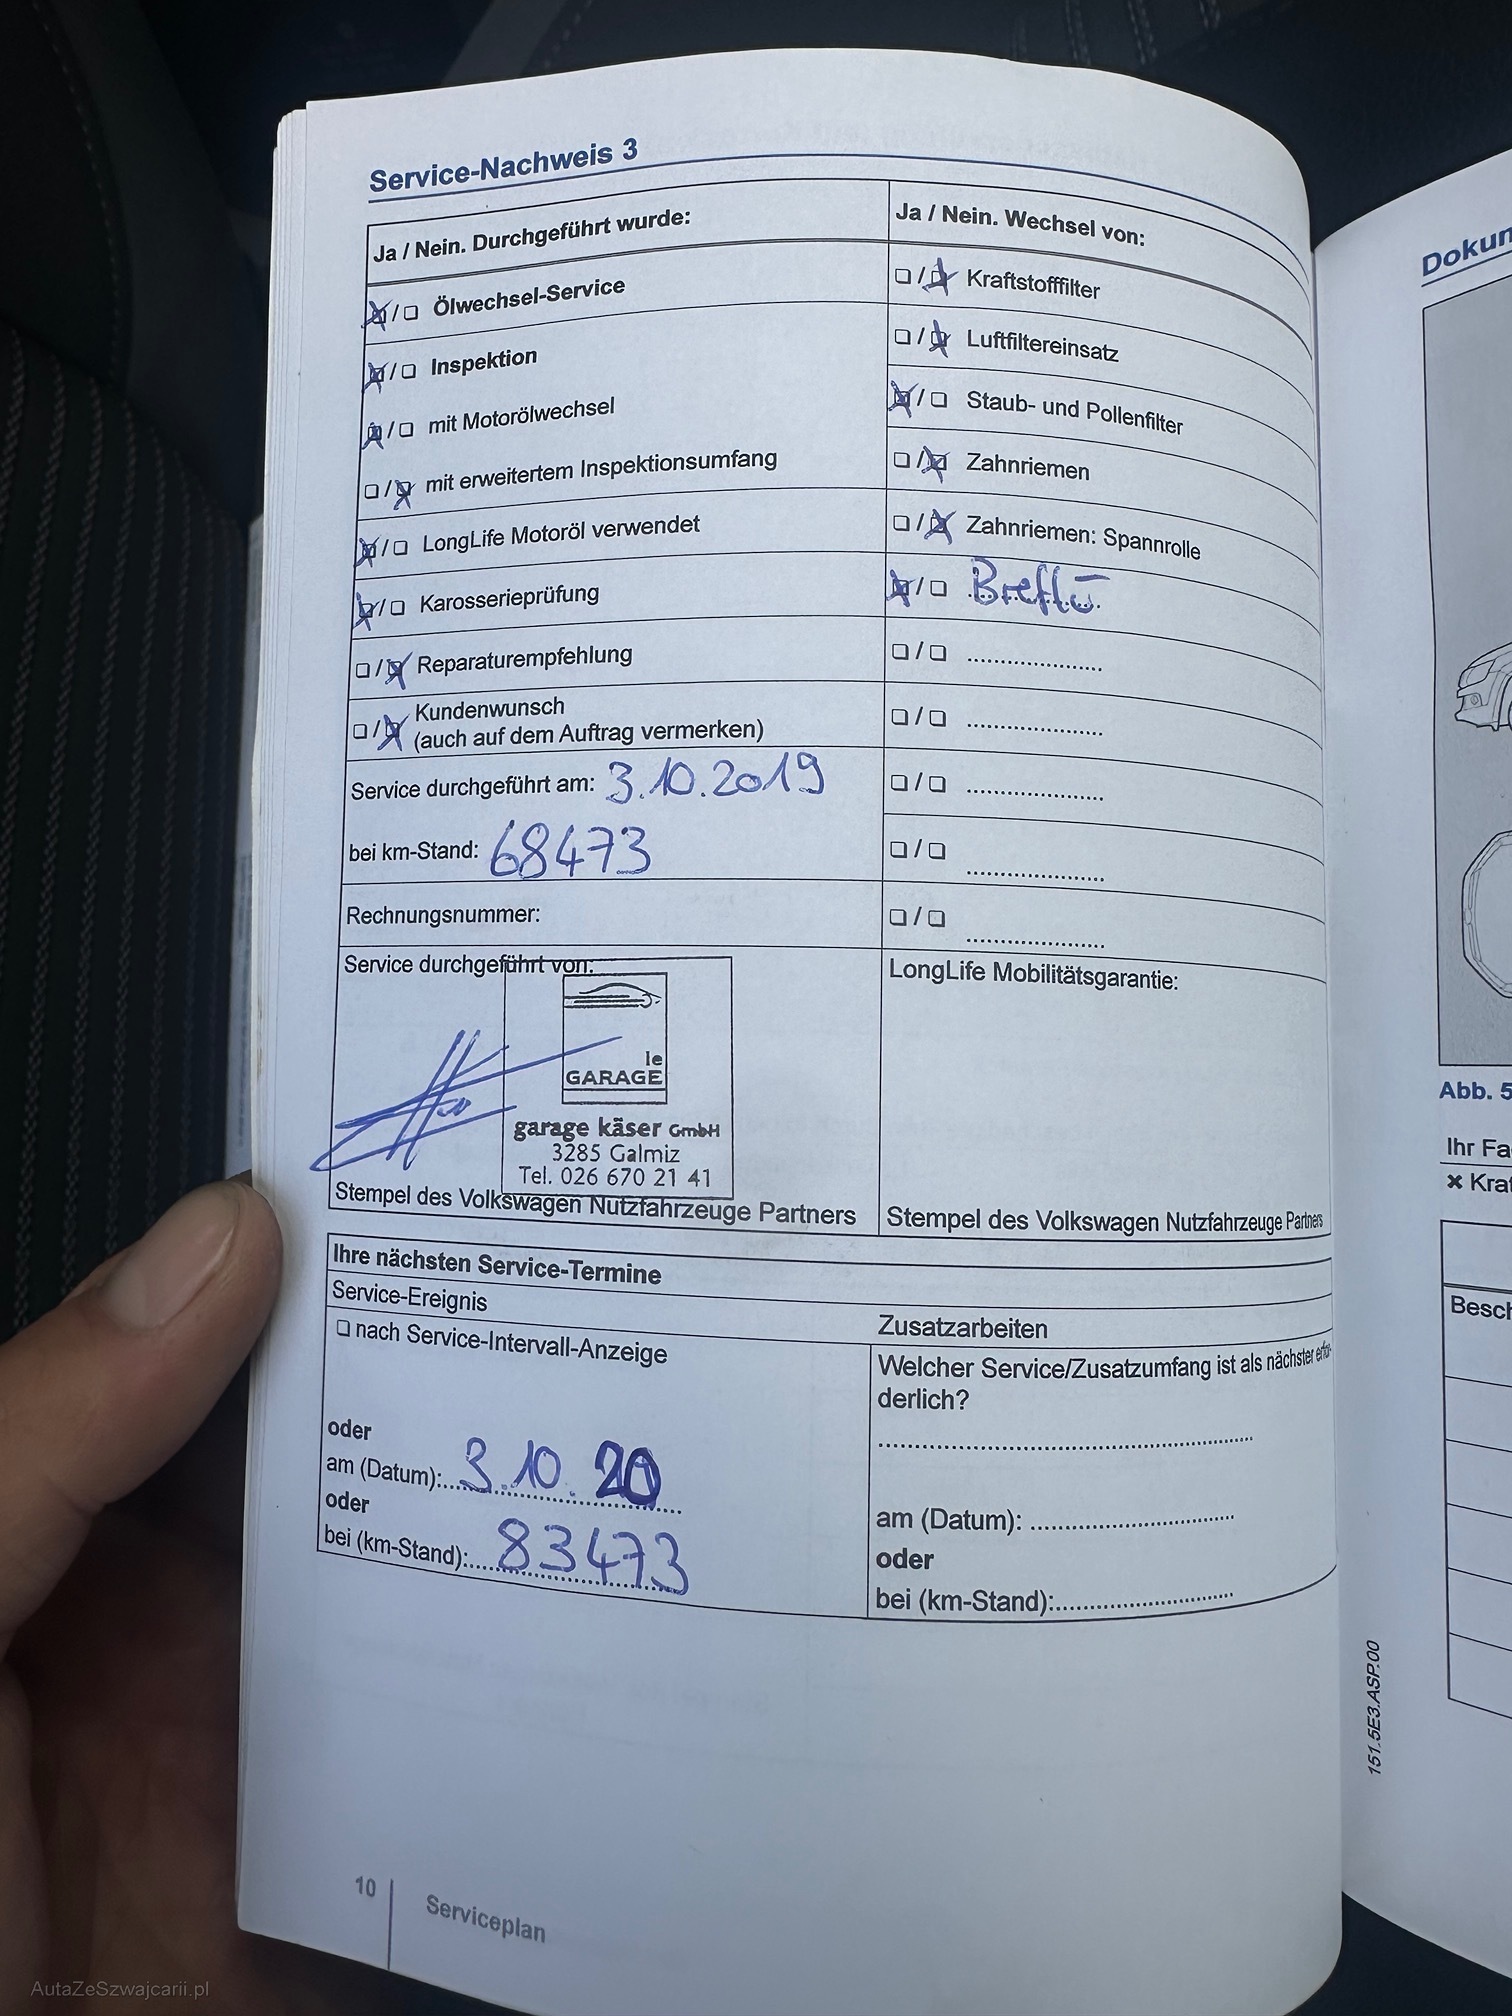 Service-Nachweis 3
Ja / Nein. Durchgeführt wurde:
❏/❏ Ölwechsel-Service
❏/❏ Inspektion
❏/❏ mit Motorölwechsel
❏/❏ mit erweitertem Inspektionsumfang
❏/❏ LongLife Motoröl verwendet
❏/❏ Karosserieprüfung
❏/❏ Reparaturempfehlung
❏/❏ Kundenwunsch
(auch auf dem Auftrag vermerken)
Service durchgeführt am: 3.10.2019
bei km-Stand: 68473
Rechnungsnummer:
Service durchgeführt von:
le
GARAGE
garage käser GmbH
3285 Galmiz
Tel. 026 670 21 41
Stempel des Volkswagen Nutzfahrzeuge Partners
Ja / Nein. Wechsel von:
❏/❏ Kraftstofffilter
❏/❏ Luftfiltereinsatz
❏/❏ Staub- und Pollenfilter
❏/❏ Zahnriemen
❏/❏ Zahnriemen: Spannrolle
❏/❏
❏/❏ ......................
❏/❏ ......................
❏/❏ ......................
❏/❏ ......................
❏/❏ ......................
LongLife Mobilitätsgarantie:
Stempel des Volkswagen Nutzfahrzeuge Partners
Ihre nächsten Service-Termine
Service-Ereignis
❏ nach Service-Intervall-Anzeige
oder
am (Datum): 3.10.20
oder
bei (km-Stand): 83473
Zusatzarbeiten
Welcher Service/Zusatzumfang ist als nächster erfor-
derlich?
am (Datum):
oder
bei (km-Stand):
10 Serviceplan
151.5E3.ASP.00
Dokun
Abb. 5
Ihr Fa
× Kraf
Besch
AutaZeSzwajcarii.pl